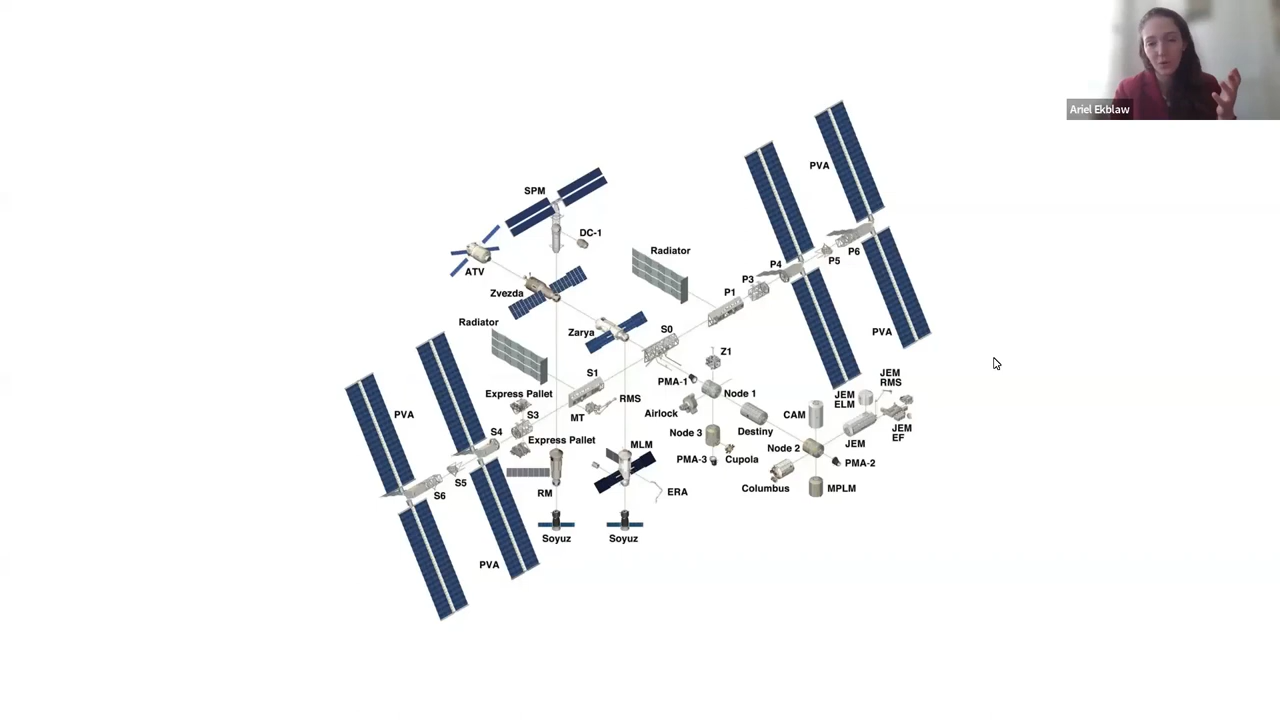 Ariel Ekblaw
PVA
SPM
DC-1
Radiator
P6
P5
P4
ATV
P3
P1
Zvezda
Radiator
Zarya
S0
PVA
Z1
S1
PMA-1
JEM
RMS
Express Pallet
RMS
Node 1
JEM
ELM
PVA
S3
MT
Airlock
CAM
JEM
EF
S4
Express Pallet
Node 3
Destiny
JEM
MLM
Node 2
PMA-3
Cupola
PMA-2
S5
S6
RM
ERA
Columbus
MPLM
Soyuz
Soyuz
PVA